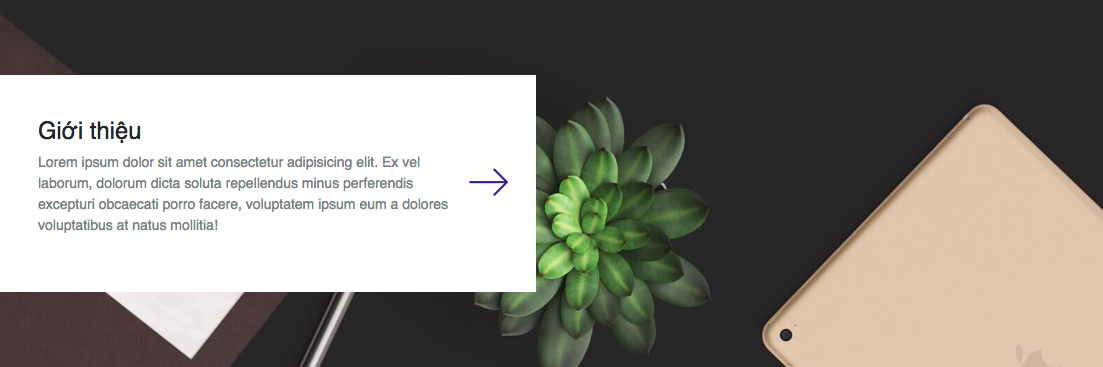 Giới thiệu
Lorem ipsum dolor sit amet consectetur adipisicing elit. Ex vel
laborum, dolorum dicta soluta repellendus minus perferendis
excepturi obcaecati porro facere, voluptatem ipsum eum a dolores
voluptatibus at natus mollitia!